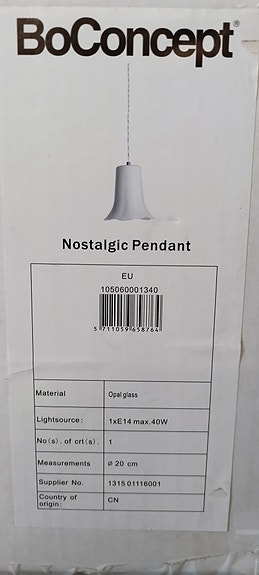 BoConcept®
Nostalgic Pendant
EU
105060001340
5 711059 658764
Material Opal glass
Lightsource: 1xE14 max.40W
No(s). of crt(s). 1
Measurements ø 20 cm
Supplier No. 1315 01116001
Country of origin: CN